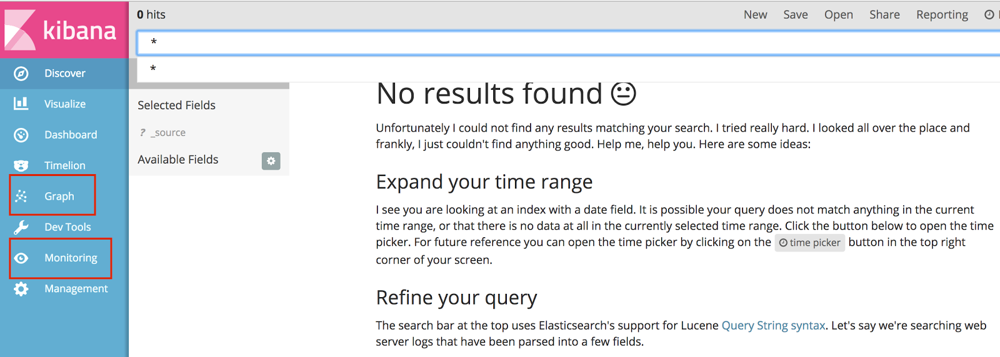 kibana
Discover
Visualize
Dashboard
Timelion
Graph
Dev Tools
Monitoring
Management
0 hits
New Save Open Share Reporting
*
*
Selected Fields
? _source
Available Fields
No results found
Unfortunately I could not find any results matching your search. I tried really hard. I looked all over the place and
frankly, I just couldn't find anything good. Help me, help you. Here are some ideas:
Expand your time range
I see you are looking at an index with a date field. It is possible your query does not match anything in the current
time range, or that there is no data at all in the currently selected time range. Click the button below to open the time
picker. For future reference you can open the time picker by clicking on the time picker button in the top right
corner of your screen.
Refine your query
The search bar at the top uses Elasticsearch's support for Lucene Query String syntax. Let's say we're searching web
server logs that have been parsed into a few fields.